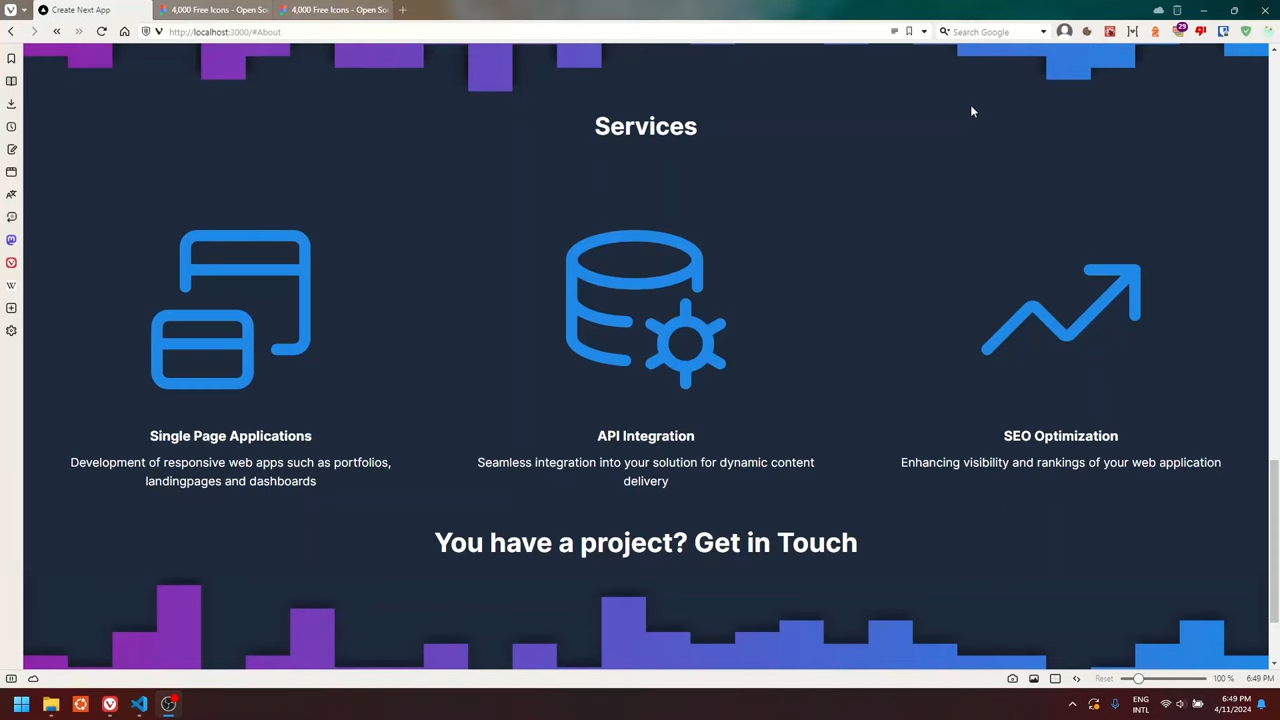 Create Next App
4,000 Free Icons - Open So
4,000 Free Icons - Open So
http://localhost:3000/#About
Search Google
29
Services
Single Page Applications
Development of responsive web apps such as portfolios,
landingpages and dashboards
API Integration
Seamless integration into your solution for dynamic content
delivery
SEO Optimization
Enhancing visibility and rankings of your web application
You have a project? Get in Touch
Reset
100 %
6:49 PM
ENG
INTL
6:49 PM
4/11/2024